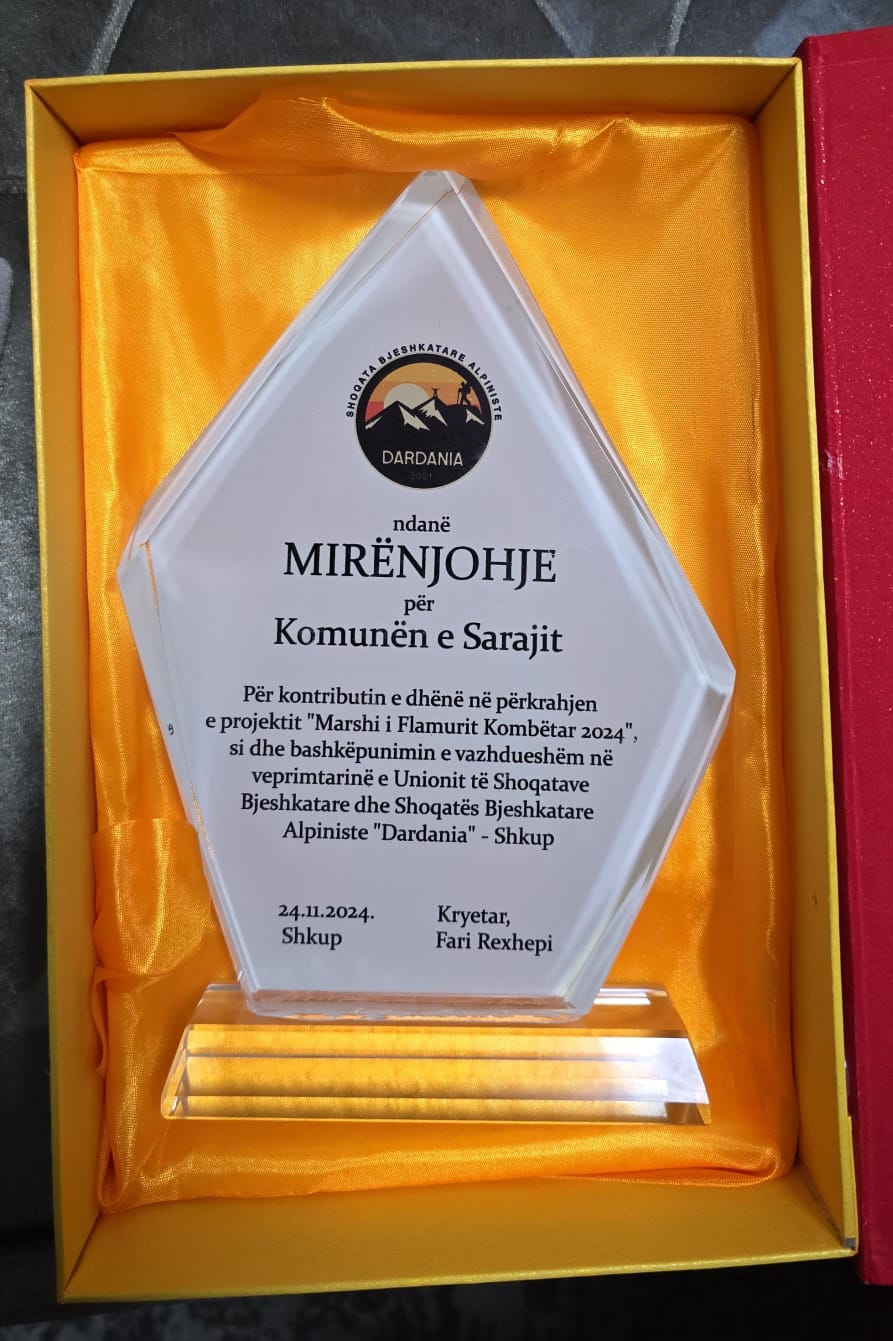 SHOQATA BJESHKATARE ALPINISTE
DARDANIA
2021
ndanë
MIRËNJOHJE
për
Komunën e Sarajit
Për kontributin e dhënë në përkrahjen
e projektit "Marshi i Flamurit Kombëtar 2024",
si dhe bashkëpunimin e vazhdueshëm në
veprimtarinë e Unionit të Shoqatave
Bjeshkatare dhe Shoqatës Bjeshkatare
Alpiniste "Dardania" - Shkup
24.11.2024. Kryetar,
Shkup Fari Rexhepi